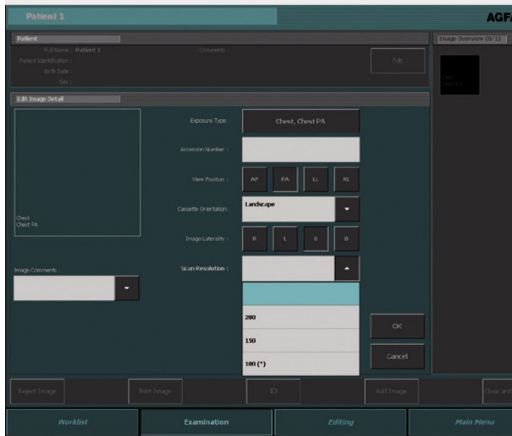 Patient 1
AGFA
Patient
Image Overview (0/1)
Full Name : Patient 1
Comments :
Patient Identification :
Birth Date :
Sex :
Edit
Edit Image Detail
Exposure Type :
Chest, Chest PA
Accession Number :
View Position :
AP
PA
LL
RL
Cassette Orientation:
Landscape
Chest
Chest PA
Image Laterality :
R
L
Image Comments :
Scan Resolution :
200
150
100 (*)
OK
Cancel
Reject Image
Print Image
ID
Add Image
Close and
Worklist
Examination
Editing
Main Menu